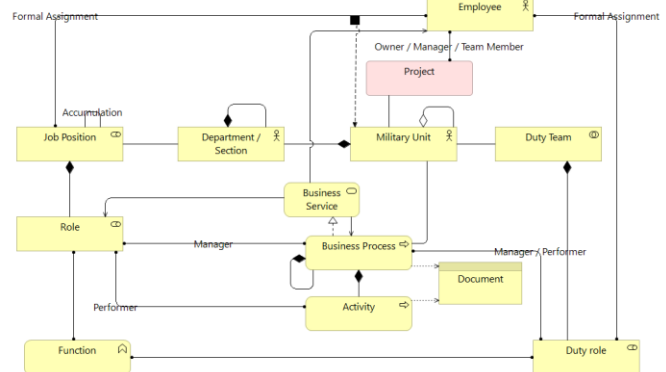 Employee
Formal Assignment
Formal Assignment
Owner / Manager / Team Member
Project
Accumulation
Job Position
Department /
Section
Military Unit
Duty Team
Business
Service
Role
Manager
Business Process
Manager / Performer
Document
Performer
Activity
Function
Duty role